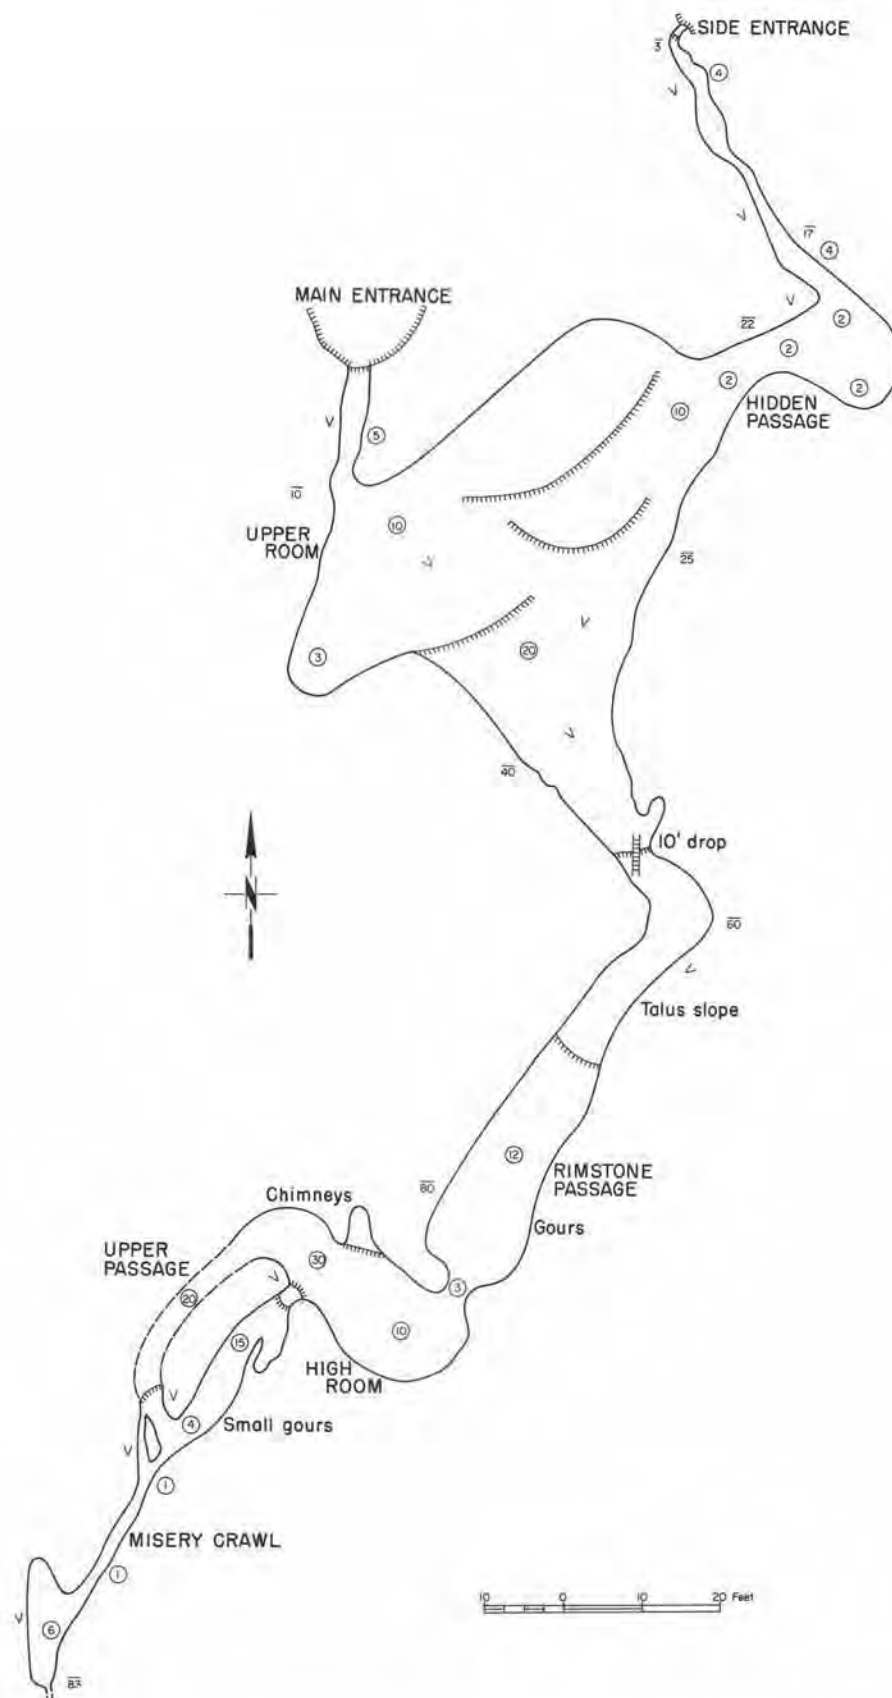 SIDE ENTRANCE
3
4
17
4
MAIN ENTRANCE
22
2
2
2
2
HIDDEN
PASSAGE
10
5
10
UPPER
ROOM
10
25
3
20
40
10' drop
N
60
Talus slope
12
RIMSTONE
PASSAGE
80
Chimneys
Gours
UPPER
PASSAGE
30
3
20
15
10
HIGH
ROOM
4
Small gours
1
MISERY CRAWL
1
10 0 10 20 Feet
6
83